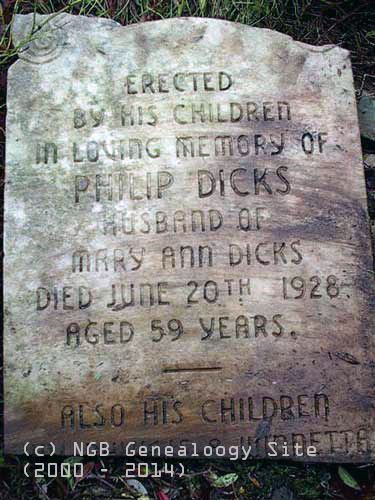 ERECTED
BY HIS CHILDREN
IN LOVING MEMORY OF
PHILIP DICKS
HUSBAND OF
MARY ANN DICKS
DIED JUNE 20TH 1928
AGED 59 YEARS.
ALSO HIS CHILDREN
& HANNETTA
(c) NGB Genealoogy Site
(2000 - 2014)